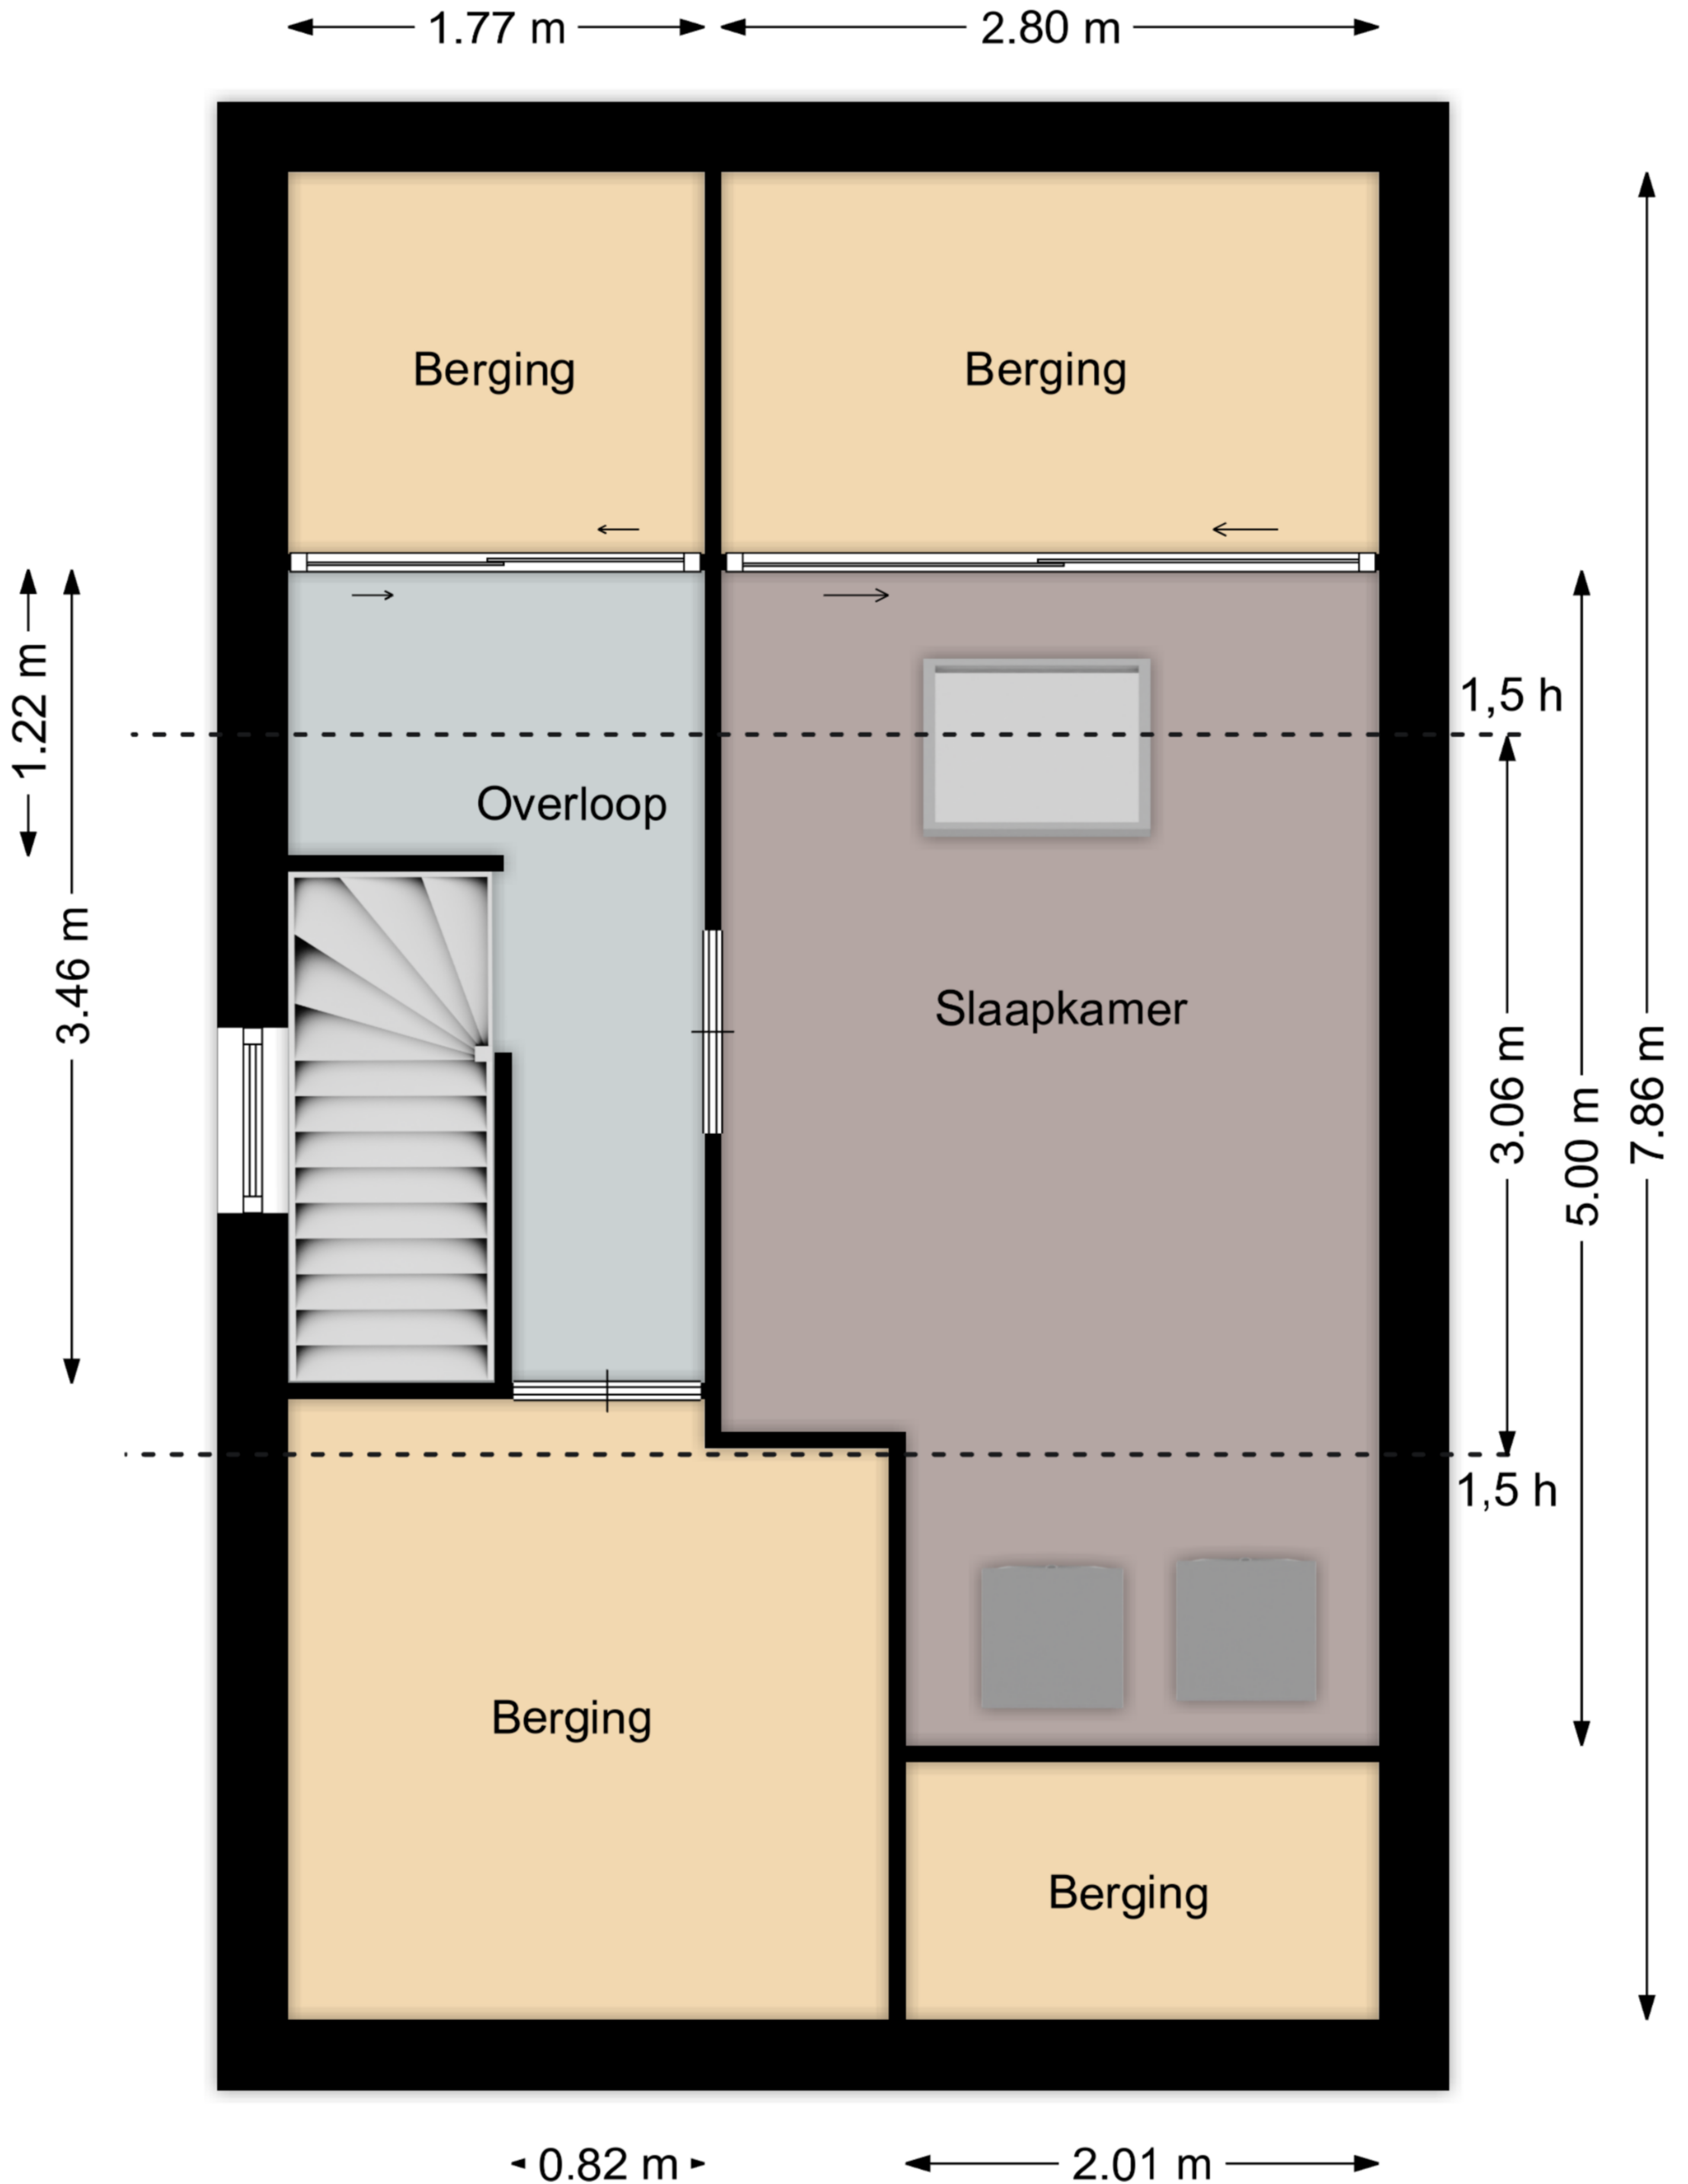 1.77 m
2.80 m
Berging
Berging
1,5 h
1.22 m
Overloop
3.46 m
Slaapkamer
3.06 m
5.00 m
7.86 m
1,5 h
Berging
Berging
0.82 m
2.01 m